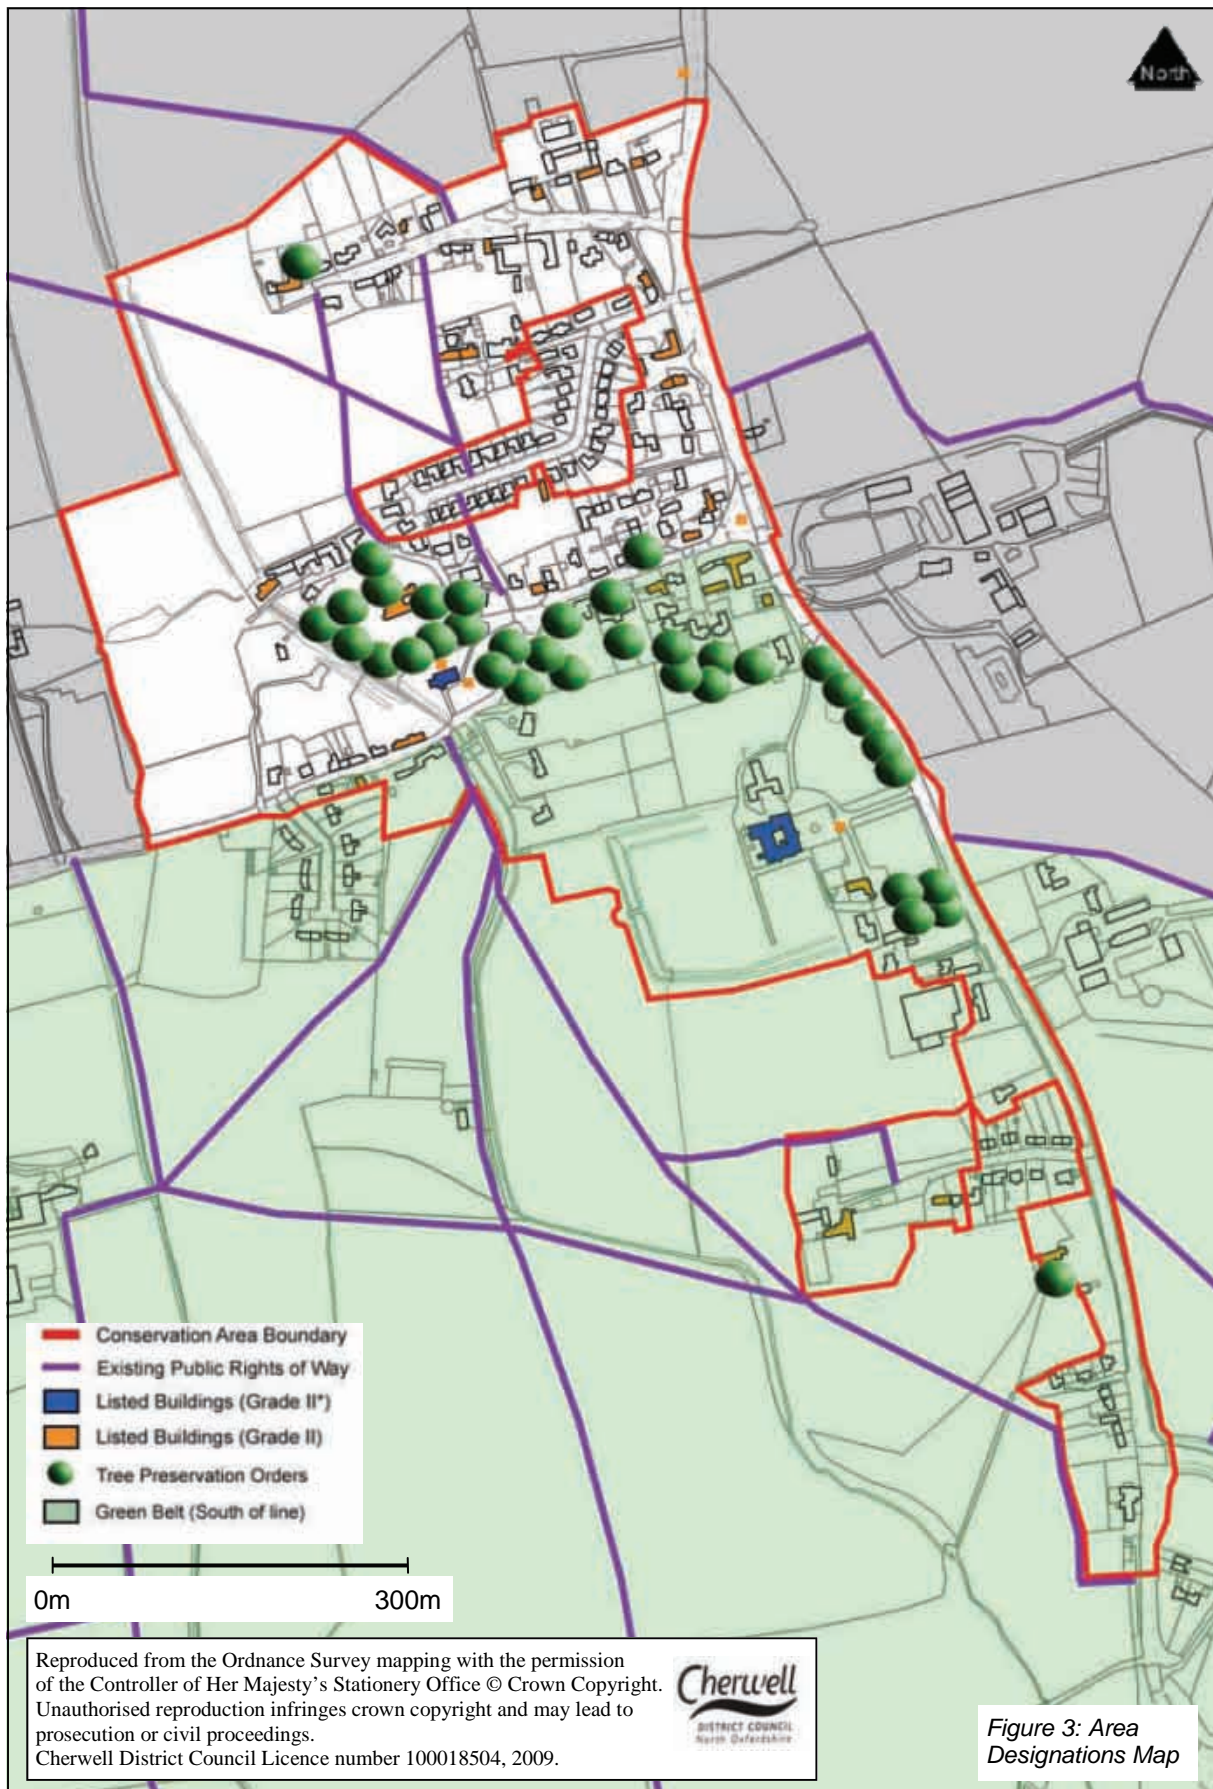 North
Conservation Area Boundary
Existing Public Rights of Way
Listed Buildings (Grade II*)
Listed Buildings (Grade II)
Tree Preservation Orders
Green Belt (South of line)
0m 300m
Reproduced from the Ordnance Survey mapping with the permission
of the Controller of Her Majesty's Stationery Office © Crown Copyright.
Unauthorised reproduction infringes crown copyright and may lead to
prosecution or civil proceedings.
Cherwell District Council Licence number 100018504, 2009.
Cherwell
DISTRICT COUNCIL
North Oxfordshire
Figure 3: Area
Designations Map